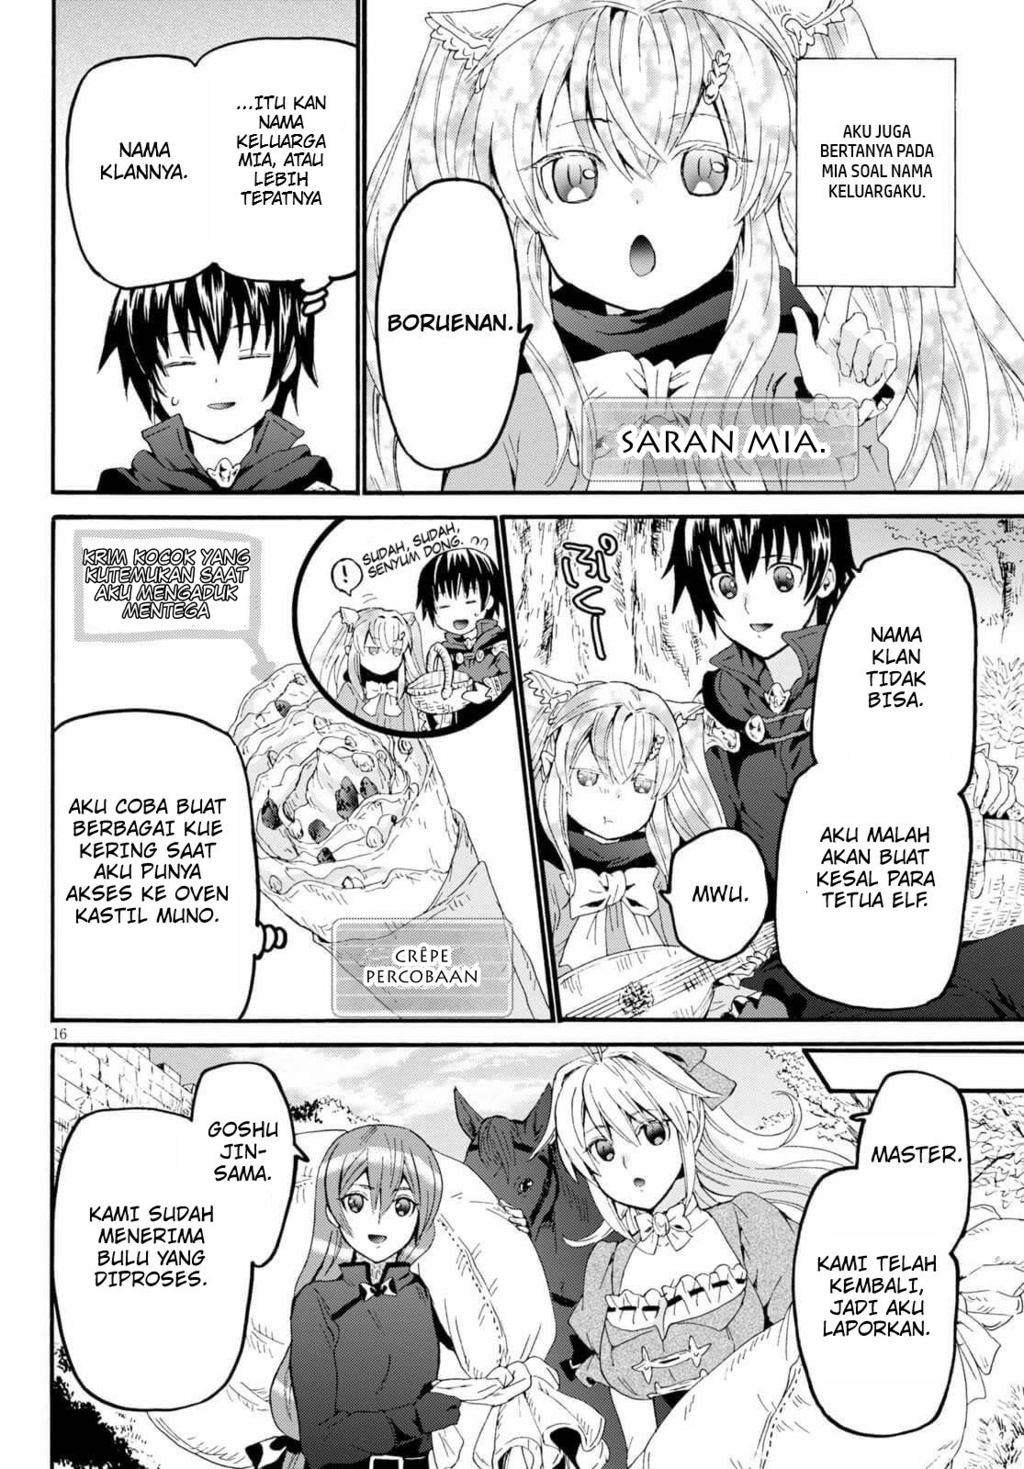 AKU JUGA
BERTANYA PADA
MIA SOAL NAMA
KELUARGAKU.
BORUENAN.
SARAN MIA.
...ITU KAN
NAMA
KELUARGA
MIA, ATAU
LEBIH
TEPATNYA
NAMA
KLANNYA.
ぷくー
NAMA
KLAN
TIDAK
BISA.
AKU MALAH
AKAN BUAT
KESAL PARA
TETUA ELF.
MWU.
SUDAH, SUDAH,
SENYUM DONG.
!
KRIM KOCOK YANG
KUTEMUKAN SAAT
AKU MENGADUK
MENTEGA
AKU COBA BUAT
BERBAGAI KUE
KERING SAAT
AKU PUNYA
AKSES KE OVEN
KASTIL MUNO.
CRÊPE
PERCOBAAN
16
MASTER.
KAMI TELAH
KEMBALI,
JADI AKU
LAPORKAN.
GOSHU
JIN-
SAMA.
KAMI SUDAH
MENERIMA
BULU YANG
DIPROSES.